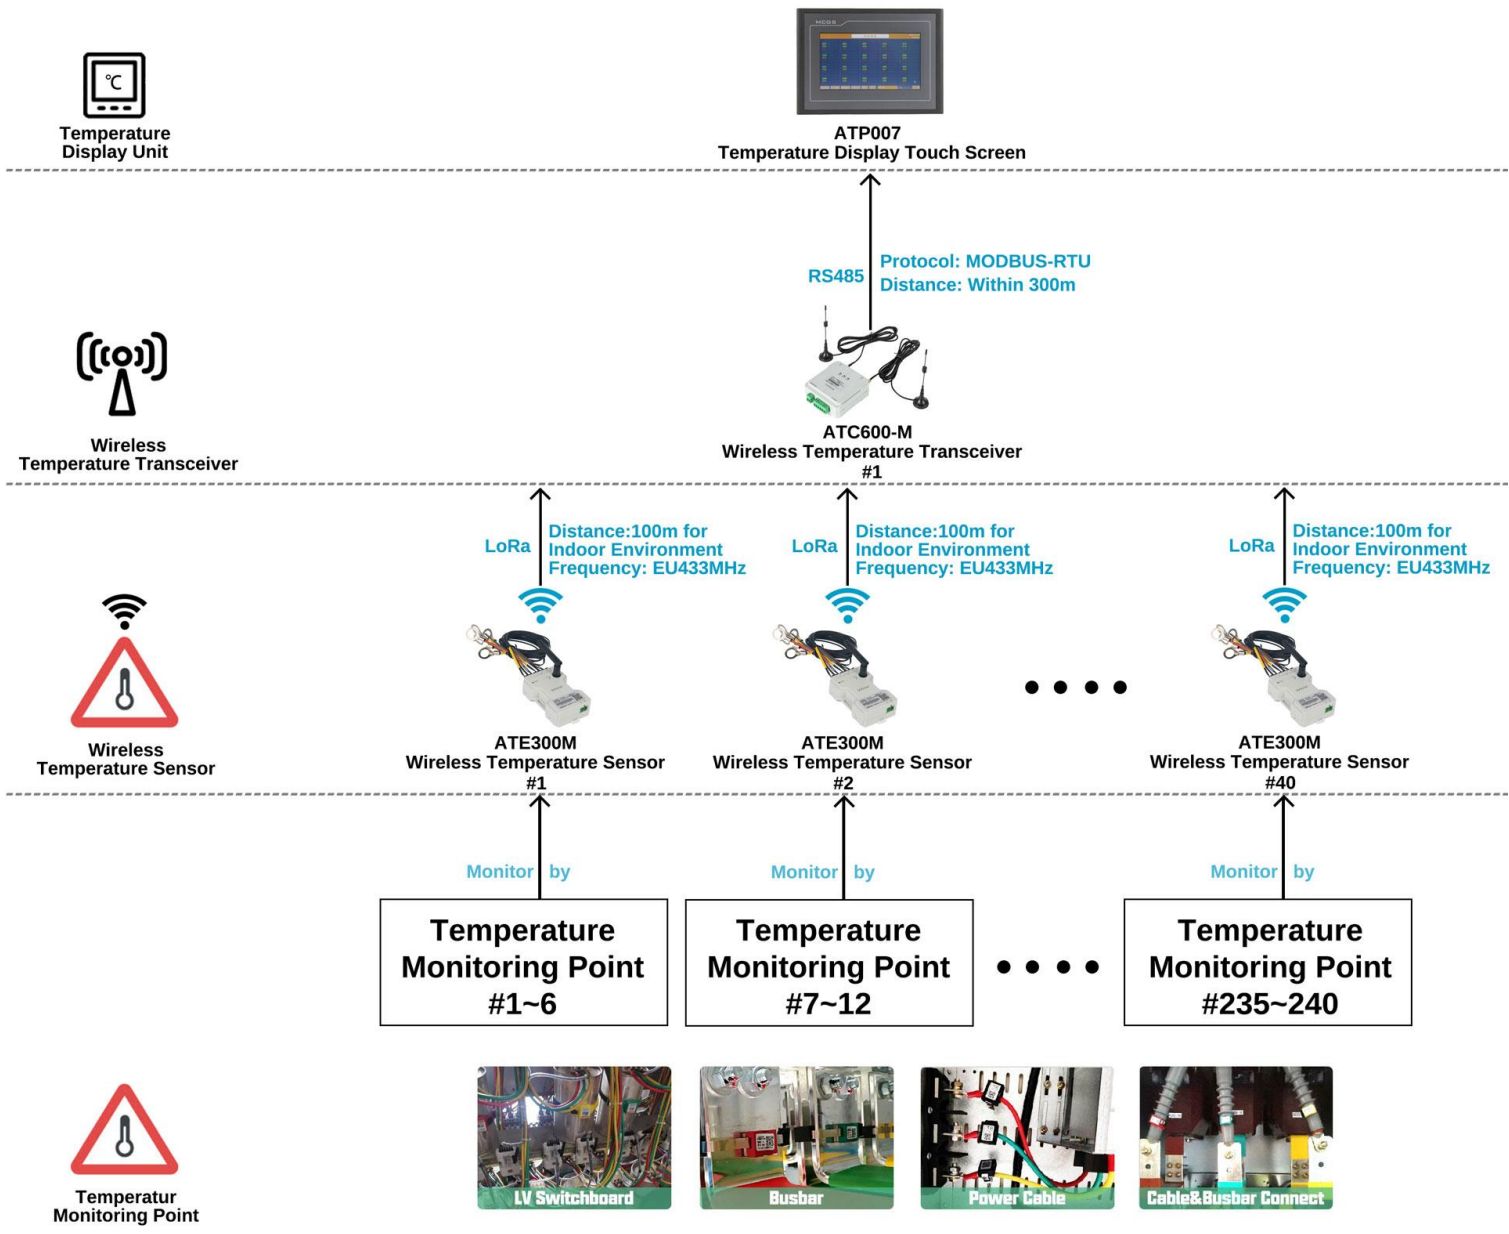 MCGS
°C
Temperature
Display Unit
ATP007
Temperature Display Touch Screen
RS485
Protocol: MODBUS-RTU
Distance: Within 300m
Wireless
Temperature Transceiver
ATC600-M
Wireless Temperature Transceiver
#1
LoRa
Distance:100m for
Indoor Environment
Frequency: EU433MHz
LoRa
Distance:100m for
Indoor Environment
Frequency: EU433MHz
LoRa
Distance:100m for
Indoor Environment
Frequency: EU433MHz
Wireless
Temperature Sensor
ATE300M
Wireless Temperature Sensor
#1
ATE300M
Wireless Temperature Sensor
#2
ATE300M
Wireless Temperature Sensor
#40
Monitor by
Monitor by
Monitor by
Temperature
Monitoring Point
#1~6
Temperature
Monitoring Point
#7~12
Temperature
Monitoring Point
#235~240
Temperatur
Monitoring Point
LV Switchboard
Busbar
Power Cable
Cable&Busbar Connect